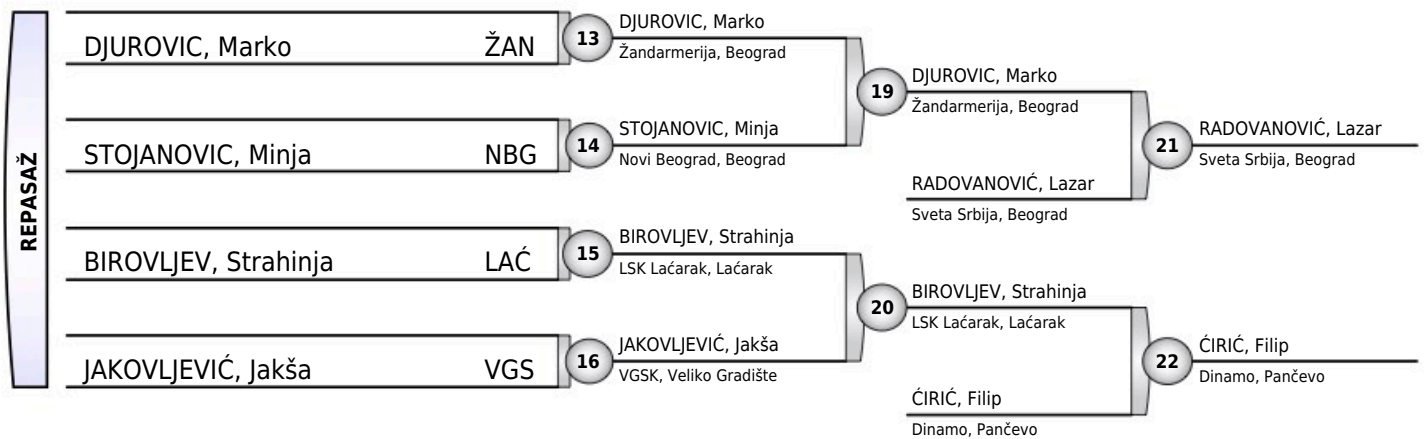 REPASAŽ
DJUROVIC, Marko ŽAN
STOJANOVIC, Minja NBG
BIROVLJEV, Strahinja LAĆ
JAKOVLJEVIĆ, Jakša VGS
13
DJUROVIC, Marko
Žandarmerija, Beograd
14
STOJANOVIC, Minja
Novi Beograd, Beograd
15
BIROVLJEV, Strahinja
LSK Laćarak, Laćarak
16
JAKOVLJEVIĆ, Jakša
VGSK, Veliko Gradište
19
DJUROVIC, Marko
Žandarmerija, Beograd
RADOVANOVIĆ, Lazar
Sveta Srbija, Beograd
20
BIROVLJEV, Strahinja
LSK Laćarak, Laćarak
ĆIRIĆ, Filip
Dinamo, Pančevo
21
RADOVANOVIĆ, Lazar
Sveta Srbija, Beograd
22
ĆIRIĆ, Filip
Dinamo, Pančevo